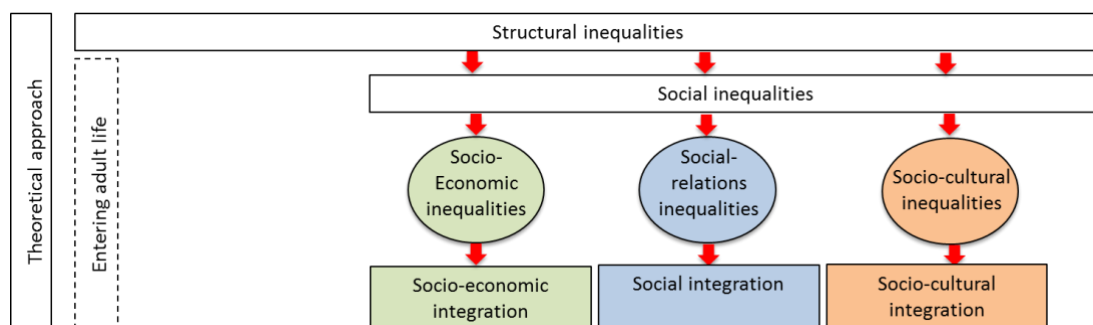 Theoretical approach
Structural inequalities
Entering adult life
Social inequalities
Socio-
Economic
inequalities
Social-
relations
inequalities
Socio-cultural
inequalities
Socio-economic
integration
Social integration
Socio-cultural
integration